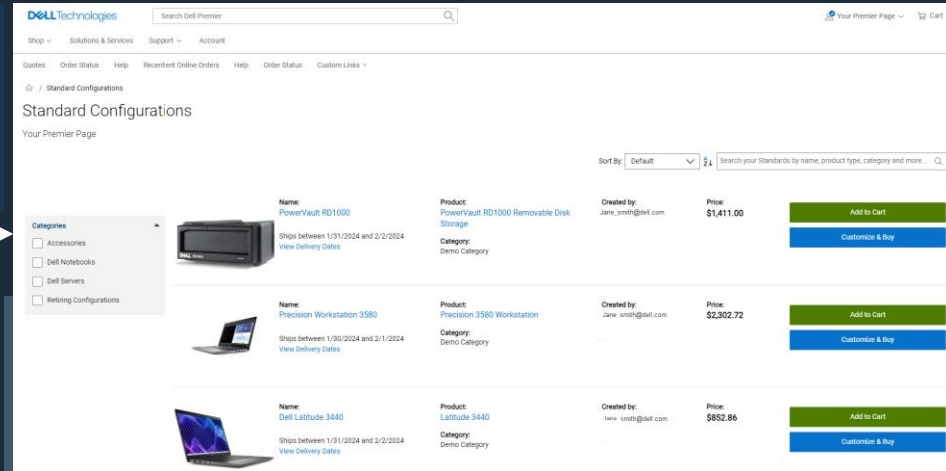 DELLTechnologies
Search Dell Premier
Your Premier Page
Cart
Shop
Solutions & Services
Support
Account
Quotes
Order Status
Help
Recentent Online Orders
Help
Order Status
Custom Links
/ Standard Configurations
Standard Configurations
Your Premier Page
Sort By: Default
Search your Standards by name, product type, category and more.
Categories
Accessories
Dell Notebooks
Dell Servers
Retiring Configurations
DELL
Name:
PowerVault RD1000
Ships between 1/31/2024 and 2/2/2024
View Delivery Dates
Product:
PowerVault RD1000 Removable Disk
Storage
Category:
Demo Category
Created by:
Jane_smith@dell.com
Price:
$1,411.00
Add to Cart
Customize & Buy
Name:
Precision Workstation 3580
Ships between 1/30/2024 and 2/1/2024
View Delivery Dates
Product:
Precision 3580 Workstation
Category:
Demo Category
Created by:
Jane smith@dell.com
Price:
$2,302.72
Add to Cart
Customize & Buy
Name:
Dell Latitude 3440
Ships between 1/31/2024 and 2/2/2024
View Delivery Dates
Product:
Latitude 3440
Category:
Demo Category
Created by:
Jane smith@dell.com
Price:
$852.86
Add to Cart
Customize & Buy